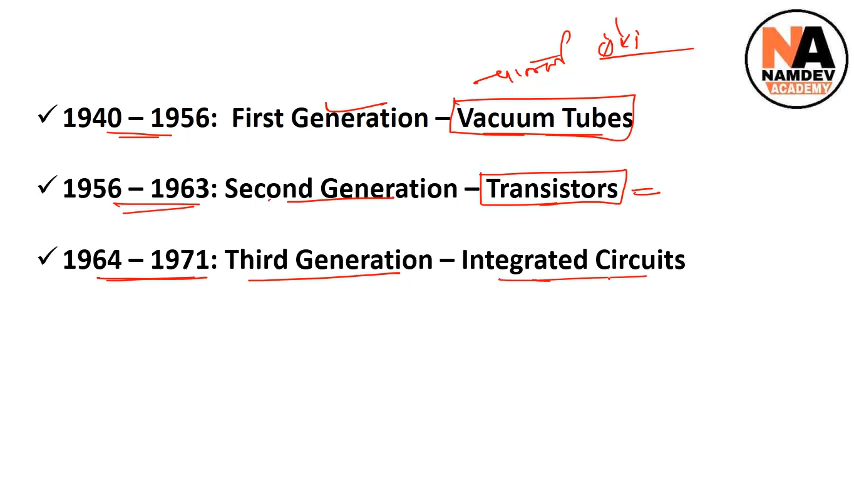 NA
NAMDEV
ACADEMY
✓ 1940 – 1956: First Generation – Vacuum Tubes
✓ 1956 – 1963: Second Generation – Transistors
✓ 1964 – 1971: Third Generation – Integrated Circuits